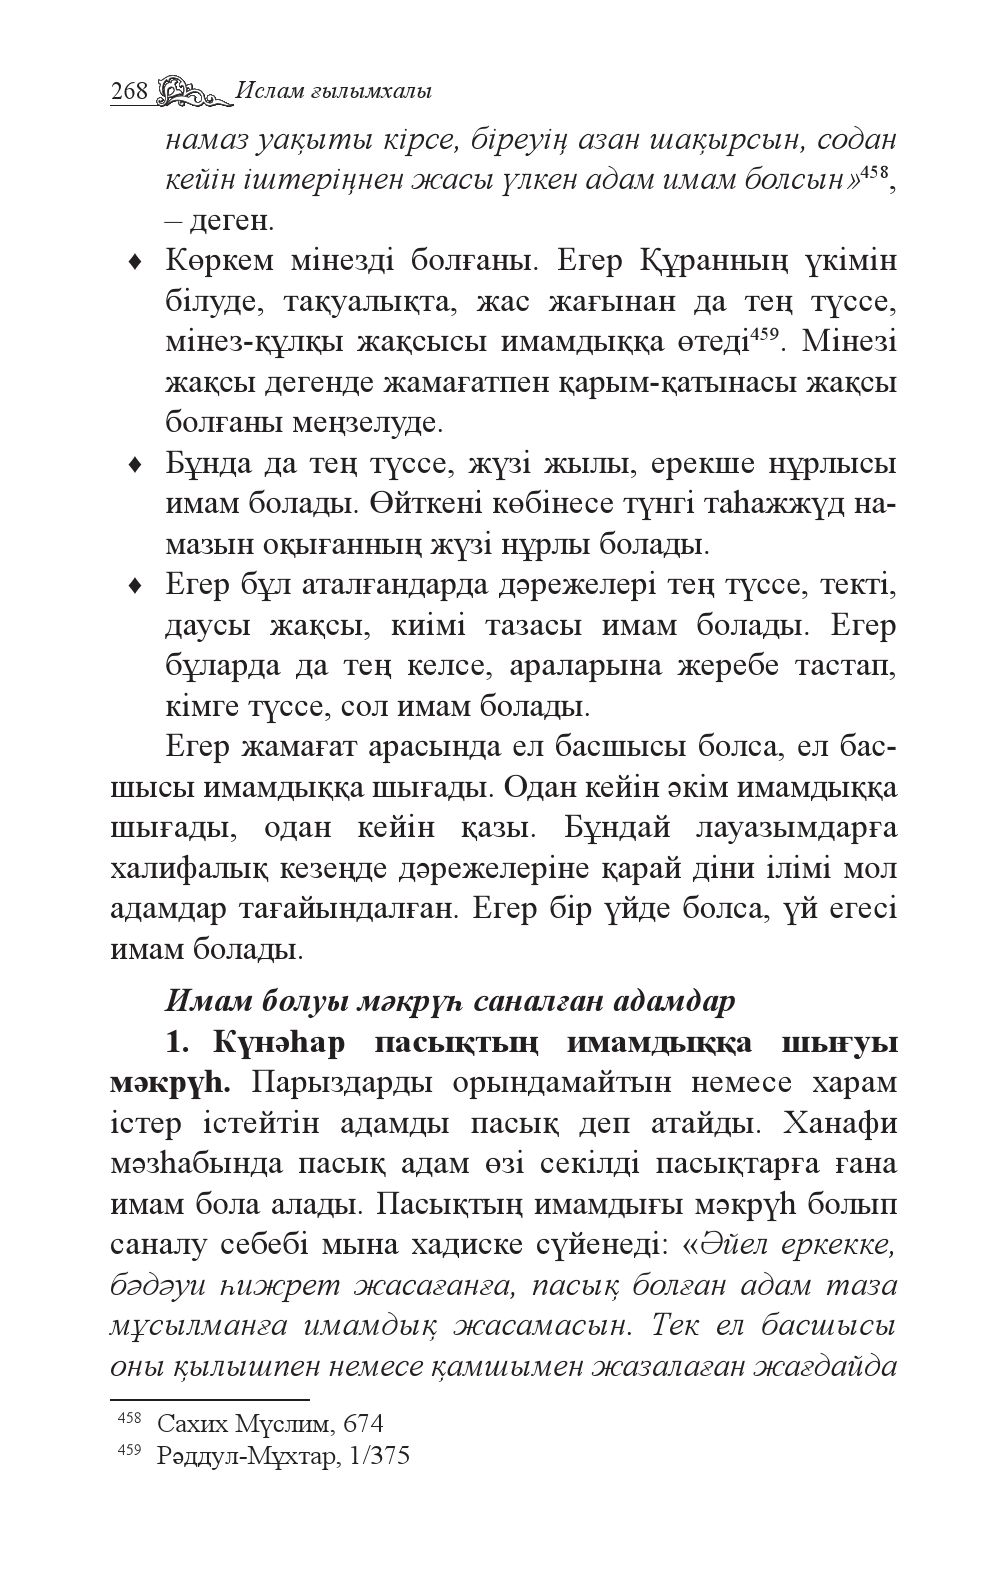 268 Ислам ғылымхалы
намаз уақыты кірсе, біреуің азан шақырсын, содан
кейін іштеріңнен жасы үлкен адам имам болсын»458,
– деген.
♦ Көркем мінезді болғаны. Егер Құранның үкімін
білуде, тақуалықта, жас жағынан да тең түссе,
мінез-құлқы жақсысы имамдыққа өтеді459. Мінезі
жақсы дегенде жамағатпен қарым-қатынасы жақсы
болғаны меңзелуде.
♦ Бұнда да тең түссе, жүзі жылы, ерекше нұрлысы
имам болады. Өйткені көбінесе түнгі таһажжүд на-
мазын оқығанның жүзі нұрлы болады.
♦ Егер бұл аталғандарда дәрежелері тең түссе, текті,
даусы жақсы, киімі тазасы имам болады. Егер
бұларда да тең келсе, араларына жеребе тастап,
кімге түссе, сол имам болады.
Егер жамағат арасында ел басшысы болса, ел бас-
шысы имамдыққа шығады. Одан кейін әкім имамдыққа
шығады, одан кейін қазы. Бұндай лауазымдарға
халифалық кезеңде дәрежелеріне қарай діни ілімі мол
адамдар тағайындалған. Егер бір үйде болса, үй егесі
имам болады.
Имам болуы мәкрүһ саналған адамдар
1. Күнәһар пасықтың имамдыққа шығуы
мәкрүһ. Парыздарды орындамайтын немесе харам
істер істейтін адамды пасық деп атайды. Ханафи
мәзһабында пасық адам өзі секілді пасықтарға ғана
имам бола алады. Пасықтың имамдығы мәкрүһ болып
саналу себебі мына хадиске сүйенеді: «Әйел еркекке,
бәдәуи һижрет жасағанға, пасық болған адам таза
мұсылманға имамдық жасамасын. Тек ел басшысы
оны қылышпен немесе қамшымен жазалаған жағдайда
458 Сахих Мүслим, 674
459 Рәддул-Мұхтар, 1/375